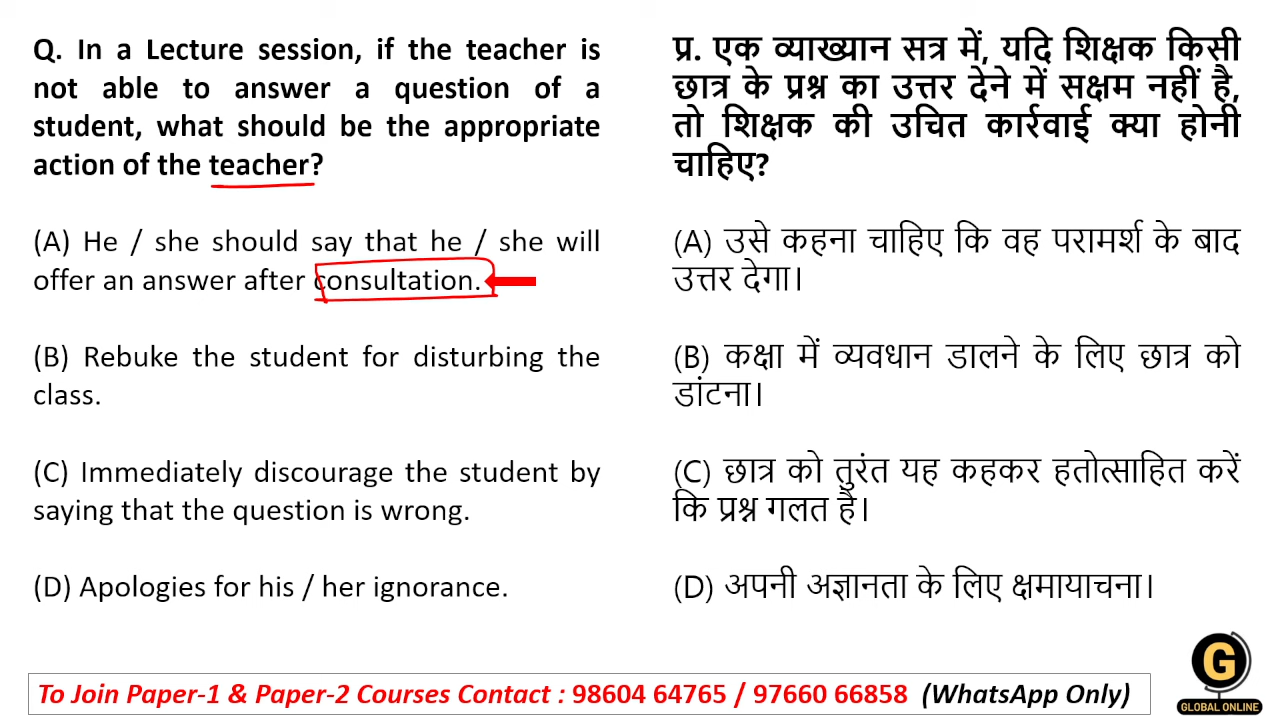 Q. In a Lecture session, if the teacher is
not able to answer a question of a
student, what should be the appropriate
action of the teacher?
(A) He / she should say that he / she will
offer an answer after consultation.
(B) Rebuke the student for disturbing the
class.
(C) Immediately discourage the student by
saying that the question is wrong.
(D) Apologies for his / her ignorance.
प्र. एक व्याख्यान सत्र में, यदि शिक्षक किसी
छात्र के प्रश्न का उत्तर देने में सक्षम नहीं है,
तो शिक्षक की उचित कार्रवाई क्या होनी
चाहिए?
(A) उसे कहना चाहिए कि वह परामर्श के बाद
उत्तर देगा।
(B) कक्षा में व्यवधान डालने के लिए छात्र को
डांटना।
(C) छात्र को तुरंत यह कहकर हतोत्साहित करें
कि प्रश्न गलत है।
(D) अपनी अज्ञानता के लिए क्षमायाचना।
To Join Paper-1 & Paper-2 Courses Contact : 98604 64765 / 97660 66858 (WhatsApp Only)
G
GLOBAL ONLINE